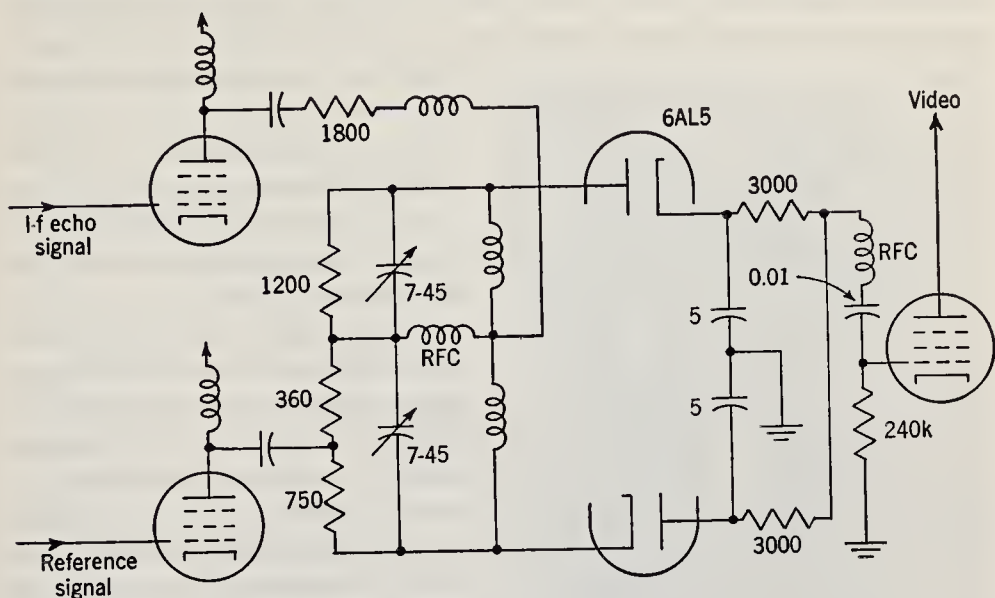 Video
6AL5
1800
3000
I-f echo
signal
RFC
0.01
1200
7-45
RFC
5
360
5
240k
7-45
750
3000
Reference
signal